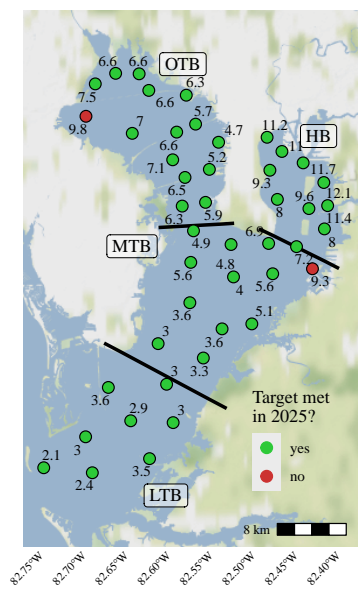 6.6 6.6 OTB
7.5 6.6 6.3
9.8 7 5.7 11.2 HB
6.6 4.7 11
7.1 5.2 9.3 11.7
6.5 9.6 12.1
6.3 5.9 8 11.4
MTB 4.9 6.9 8
5.6 4.8 7.7
4 5.6 9.3
3.6 5.1
3 3.6
3.3
3
3.6
2.9 3
3
2.1 2.4 3.5
LTB
Target met
in 2025?
yes
no
8 km
82.75°W 82.70°W 82.65°W 82.60°W 82.55°W 82.50°W 82.45°W 82.40°W